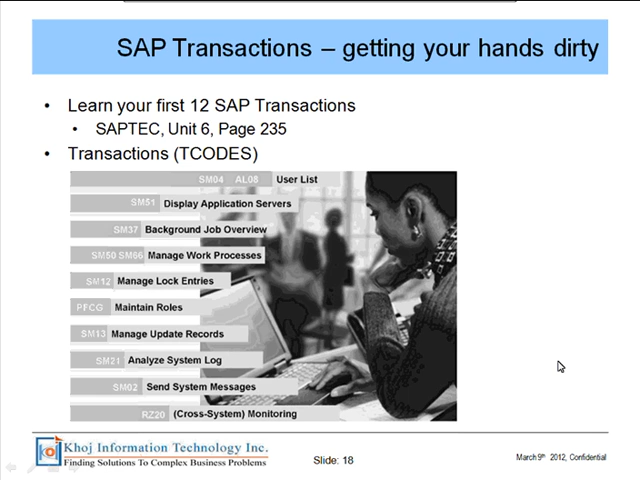 SAP Transactions – getting your hands dirty
• Learn your first 12 SAP Transactions
• SAPTEC, Unit 6, Page 235
• Transactions (TCODES)
SM04 AL08 User List
SM51 Display Application Servers
SM37 Background Job Overview
SM50 SM66 Manage Work Processes
SM12 Manage Lock Entries
PFCG Maintain Roles
SM13 Manage Update Records
SM21 Analyze System Log
SM02 Send System Messages
RZ20 (Cross-System) Monitoring
Khoj Information Technology Inc.
Finding Solutions To Complex Business Problems
Slide: 18
March 9th 2012, Confidential